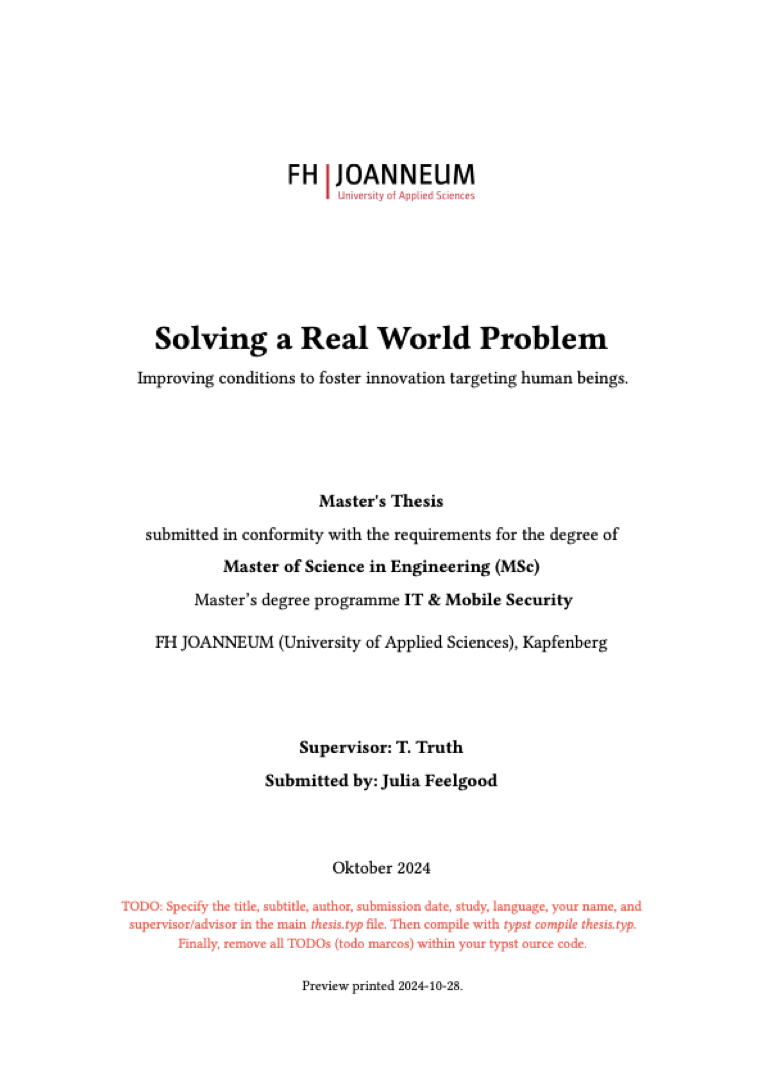 FH | JOANNEUM
University of Applied Sciences
Solving a Real World Problem
Improving conditions to foster innovation targeting human beings.
Master's Thesis
submitted in conformity with the requirements for the degree of
Master of Science in Engineering (MSc)
Master’s degree programme IT & Mobile Security
FH JOANNEUM (University of Applied Sciences), Kapfenberg
Supervisor: T. Truth
Submitted by: Julia Feelgood
Oktober 2024
TODO: Specify the title, subtitle, author, submission date, study, language, your name, and
supervisor/advisor in the main thesis.typ file. Then compile with typst compile thesis.typ.
Finally, remove all TODOs (todo marcos) within your typst ource code.
Preview printed 2024-10-28.